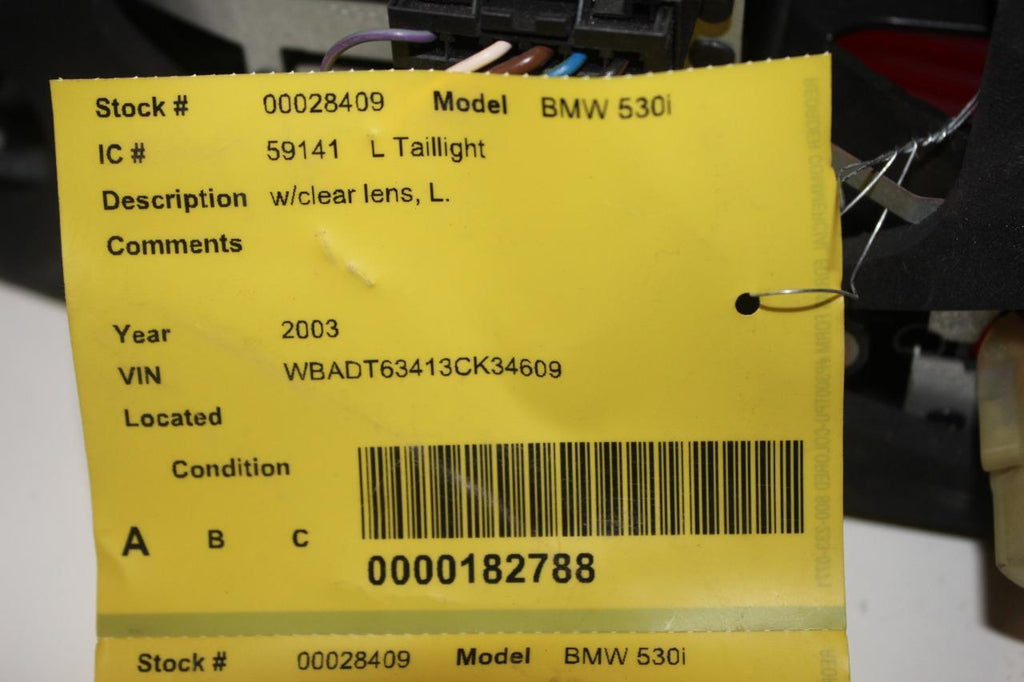 Stock # 00028409 Model BMW 530i
IC # 59141 L Taillight
Description w/clear lens, L.
Comments
Year 2003
VIN WBADT63413CK34609
Located
Condition
A B C
0000182788
Stock # 00028409 Model BMW 530i